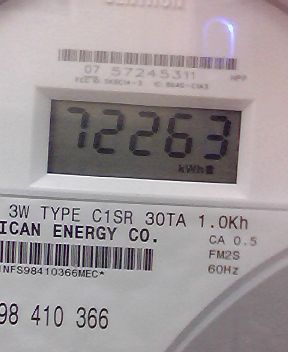 07 57245311
72263
kWh
3W TYPE C1SR 30TA 1.0Kh
ICAN ENERGY CO.
CA 0.5
FM2S
60Hz
NFS98410366MEC*
98 410 366